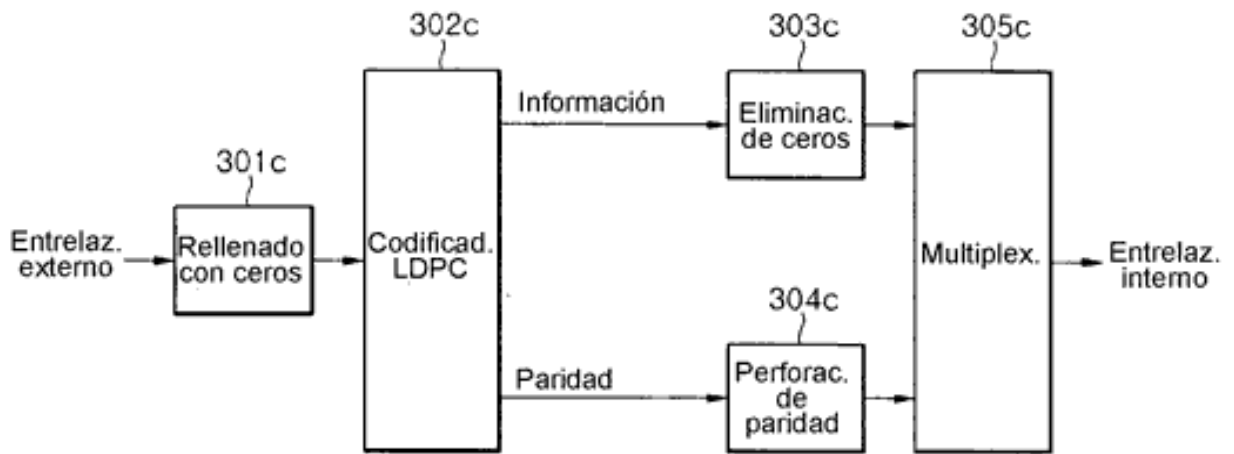 302c
303c
305c
Información
Eliminac.
de ceros
301c
Entrelaz.
externo
Rellenado
con ceros
Codificad.
LDPC
Multiplex.
Entrelaz.
interno
304c
Paridad
Perforac.
de
paridad